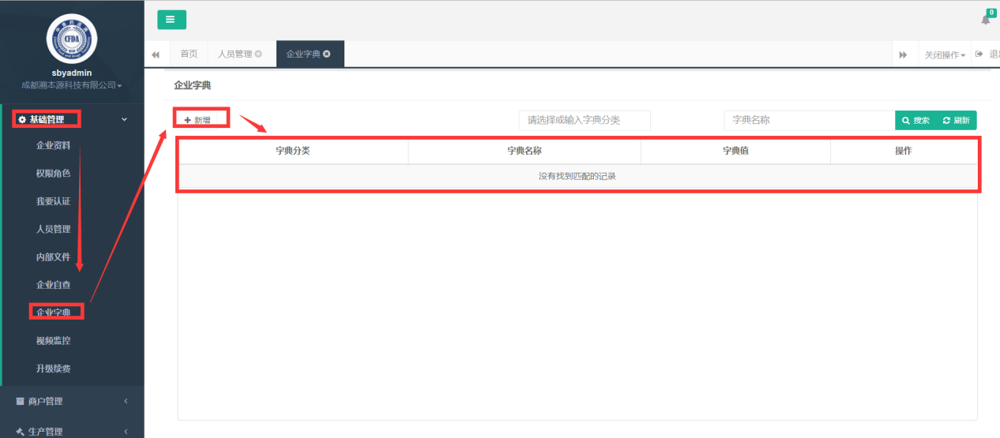 0
CFDA
sbyadmin
成都溯本源科技有限公司
首页
人员管理
企业字典
关闭操作
基础管理
企业资料
权限角色
我要认证
人员管理
内部文件
企业自查
企业字典
视频监控
升级续费
商户管理
生产管理
企业字典
新增
请选择或输入字典分类
字典名称
搜索
刷新
字典分类 字典名称 字典值 操作
没有找到匹配的记录